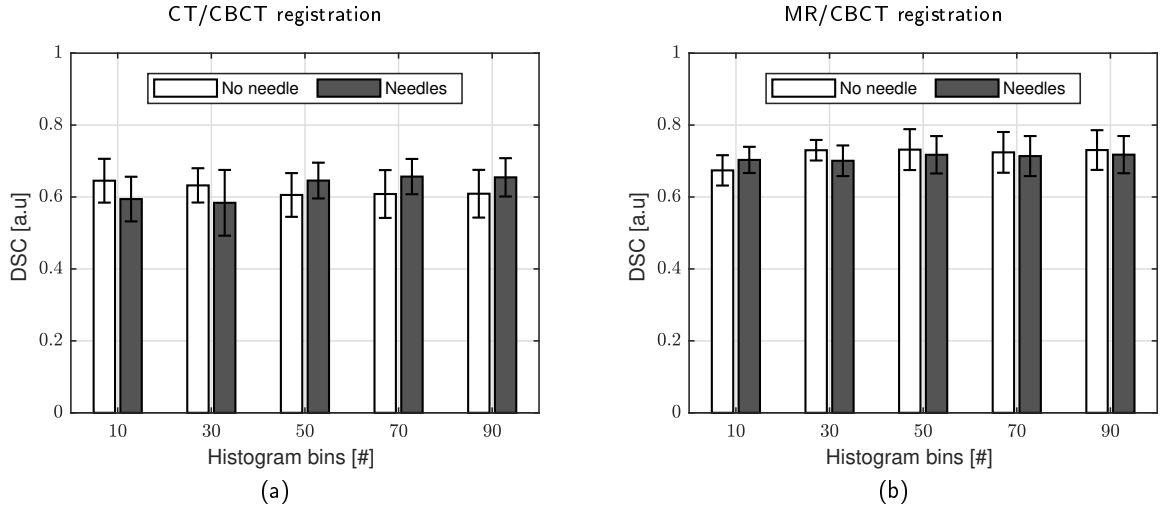 CT/CBCT registration
1
0.8
0.6
0.4
0.2
0
DSC [a.u]
No needle Needles
10 30 50 70 90
Histogram bins [#]
(a)
MR/CBCT registration
1
0.8
0.6
0.4
0.2
0
DSC [a.u]
No needle Needles
10 30 50 70 90
Histogram bins [#]
(b)